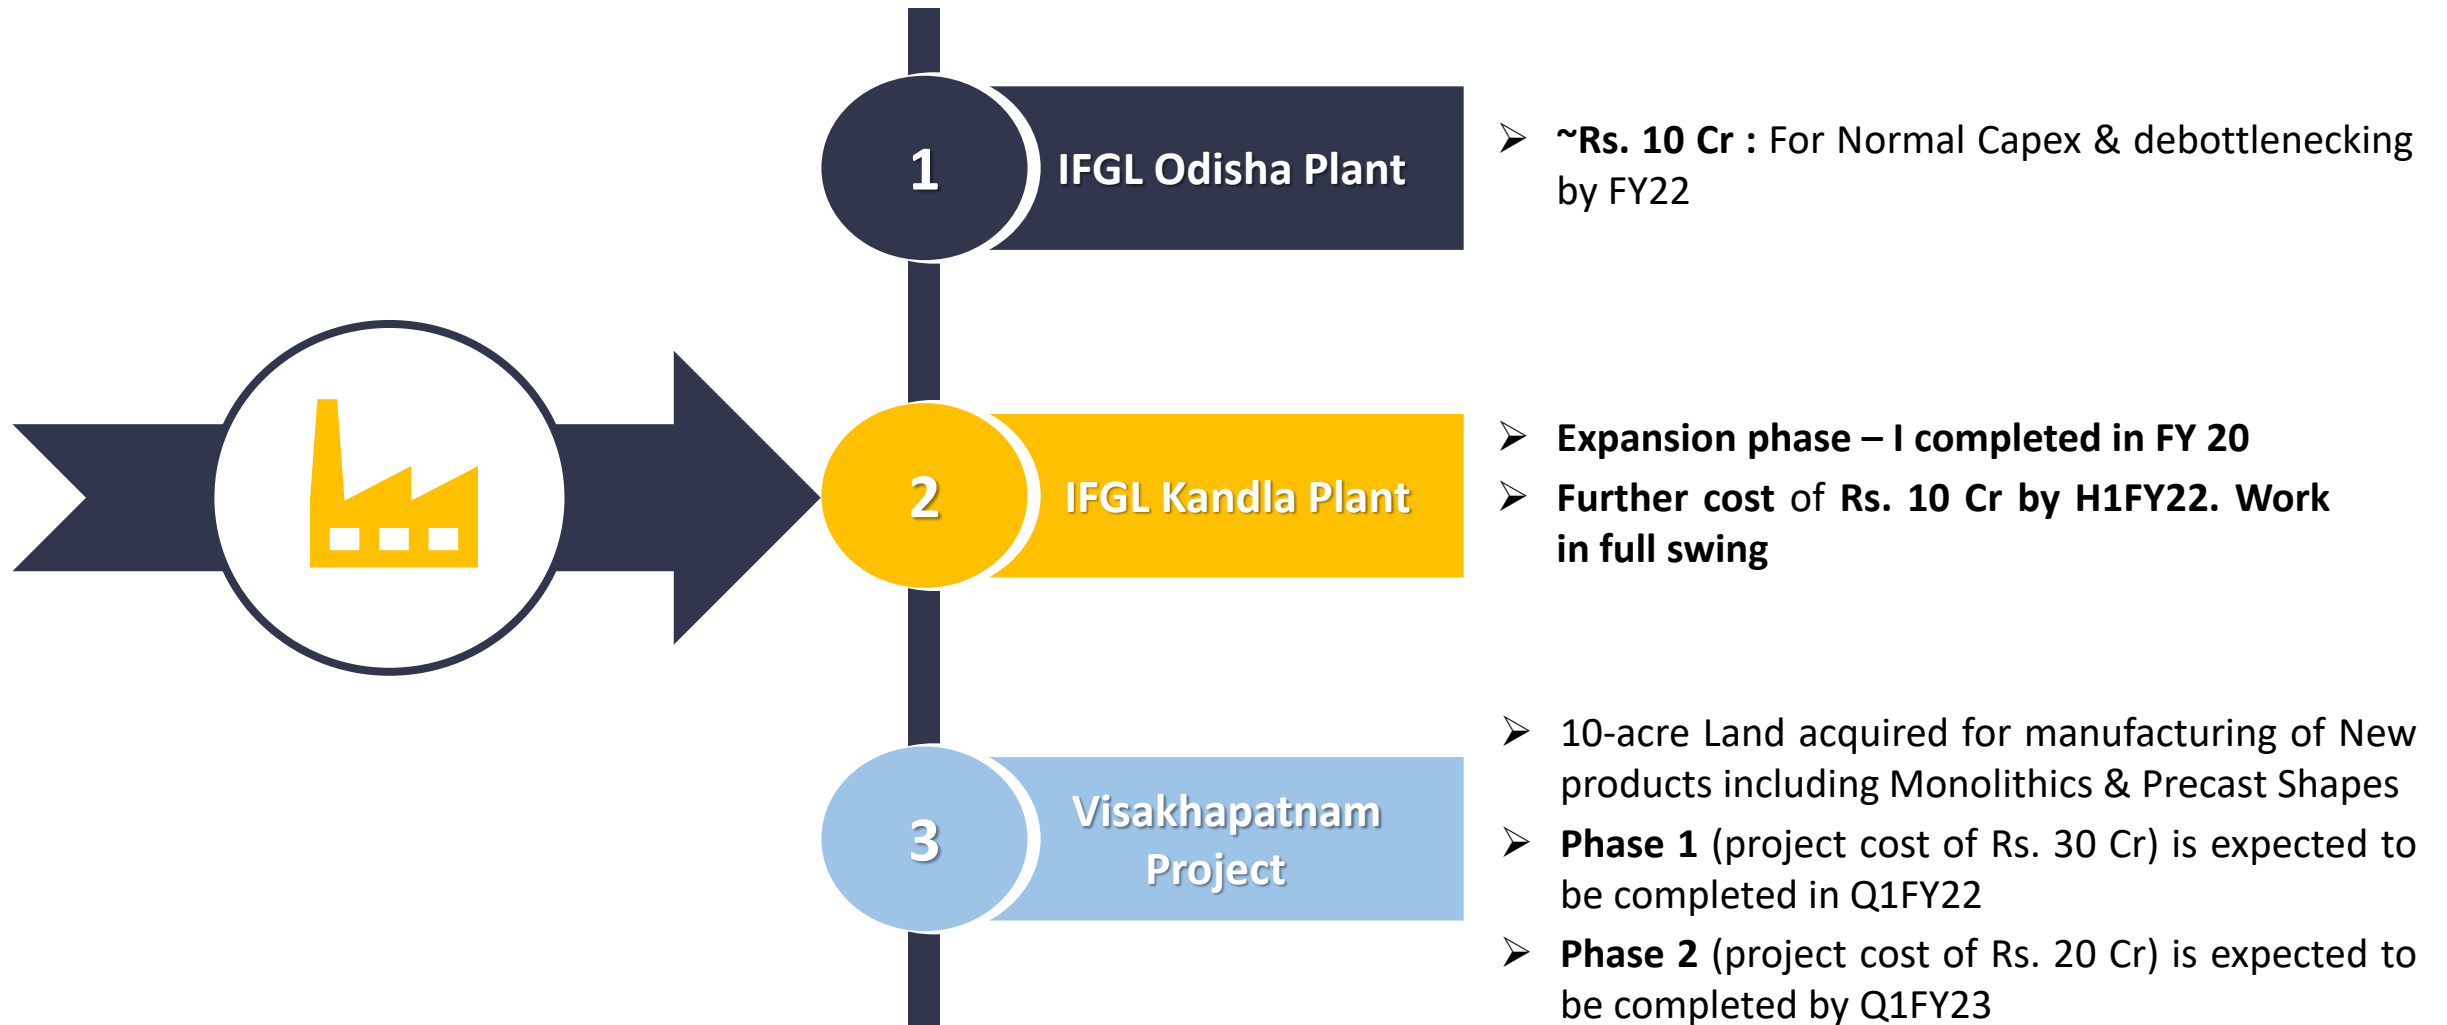 1
IFGL Odisha Plant
➢ ~Rs. 10 Cr : For Normal Capex & debottlenecking
by FY22
2
IFGL Kandla Plant
➢ Expansion phase – I completed in FY 20
➢ Further cost of Rs. 10 Cr by H1FY22. Work
in full swing
3
Visakhapatnam
Project
➢ 10-acre Land acquired for manufacturing of New
products including Monolithics & Precast Shapes
➢ Phase 1 (project cost of Rs. 30 Cr) is expected to
be completed in Q1FY22
➢ Phase 2 (project cost of Rs. 20 Cr) is expected to
be completed by Q1FY23